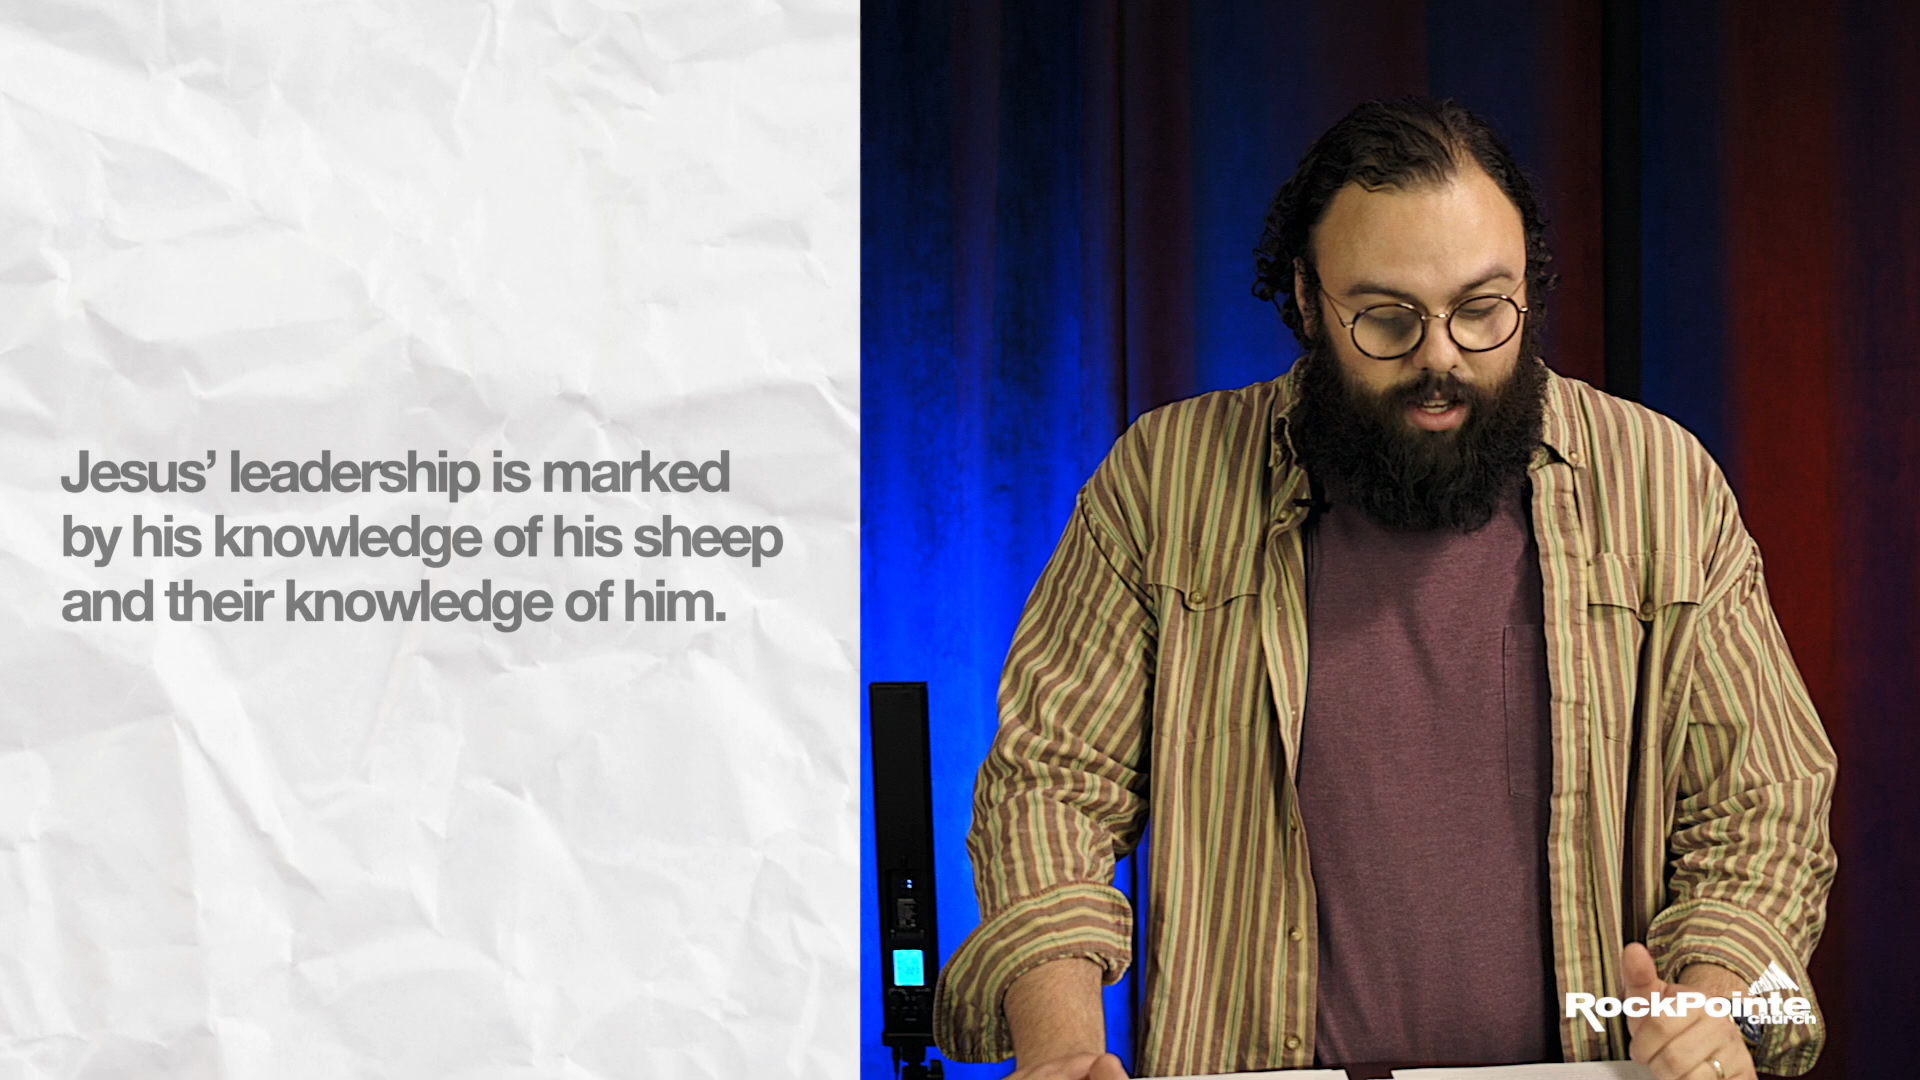 Jesus’ leadership is marked
by his knowledge of his sheep
and their knowledge of him.
RockPointe
church